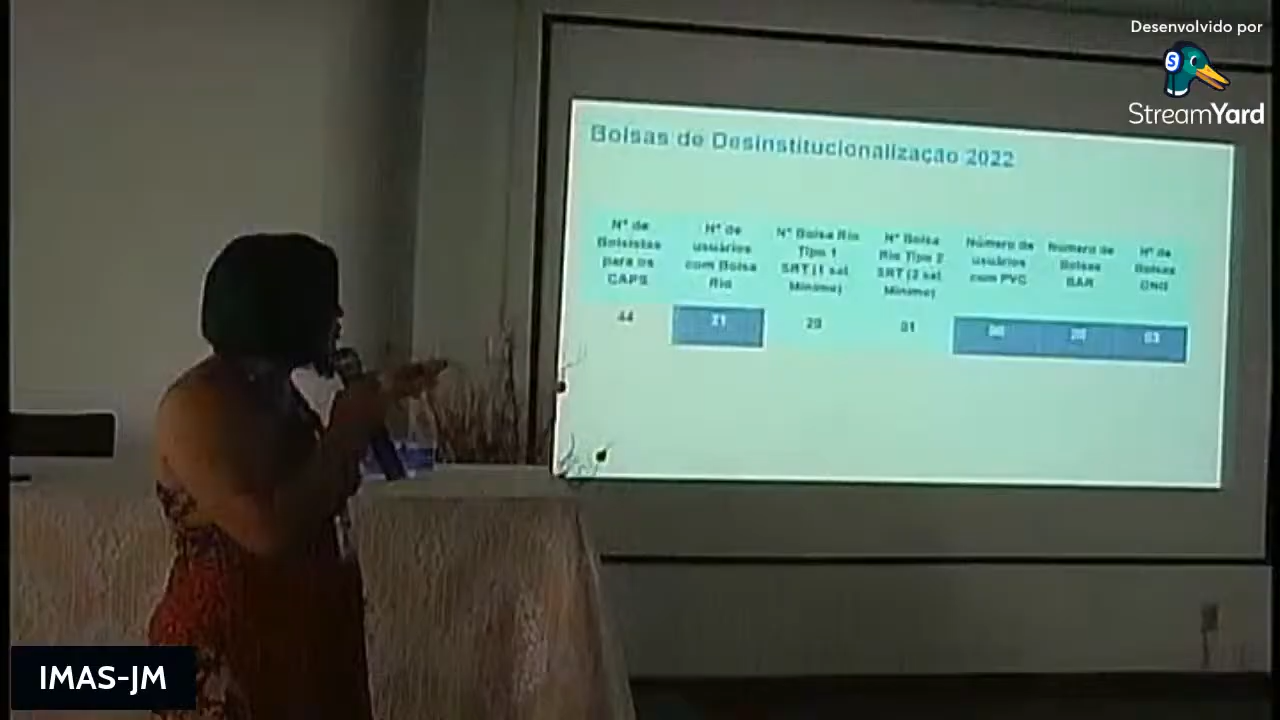 Desenvolvido por
StreamYard
Bolsas de Desinstitucionalização 2022
Nº de
Bolsistas
para os
CAPS
Nº de
usuários
com Bolsa
Rio
Nº Bolsa Rio
Tipo 1
SRT (1 sal
Mínimo)
Nº Bolsa
Rio Tipo 2
SRT (2 sal
Mínimo)
Número de
usuários
com PVC
Número de
Bolsas
BAR
Nº de
Bolsas
44
21
29
01
03
IMAS-JM